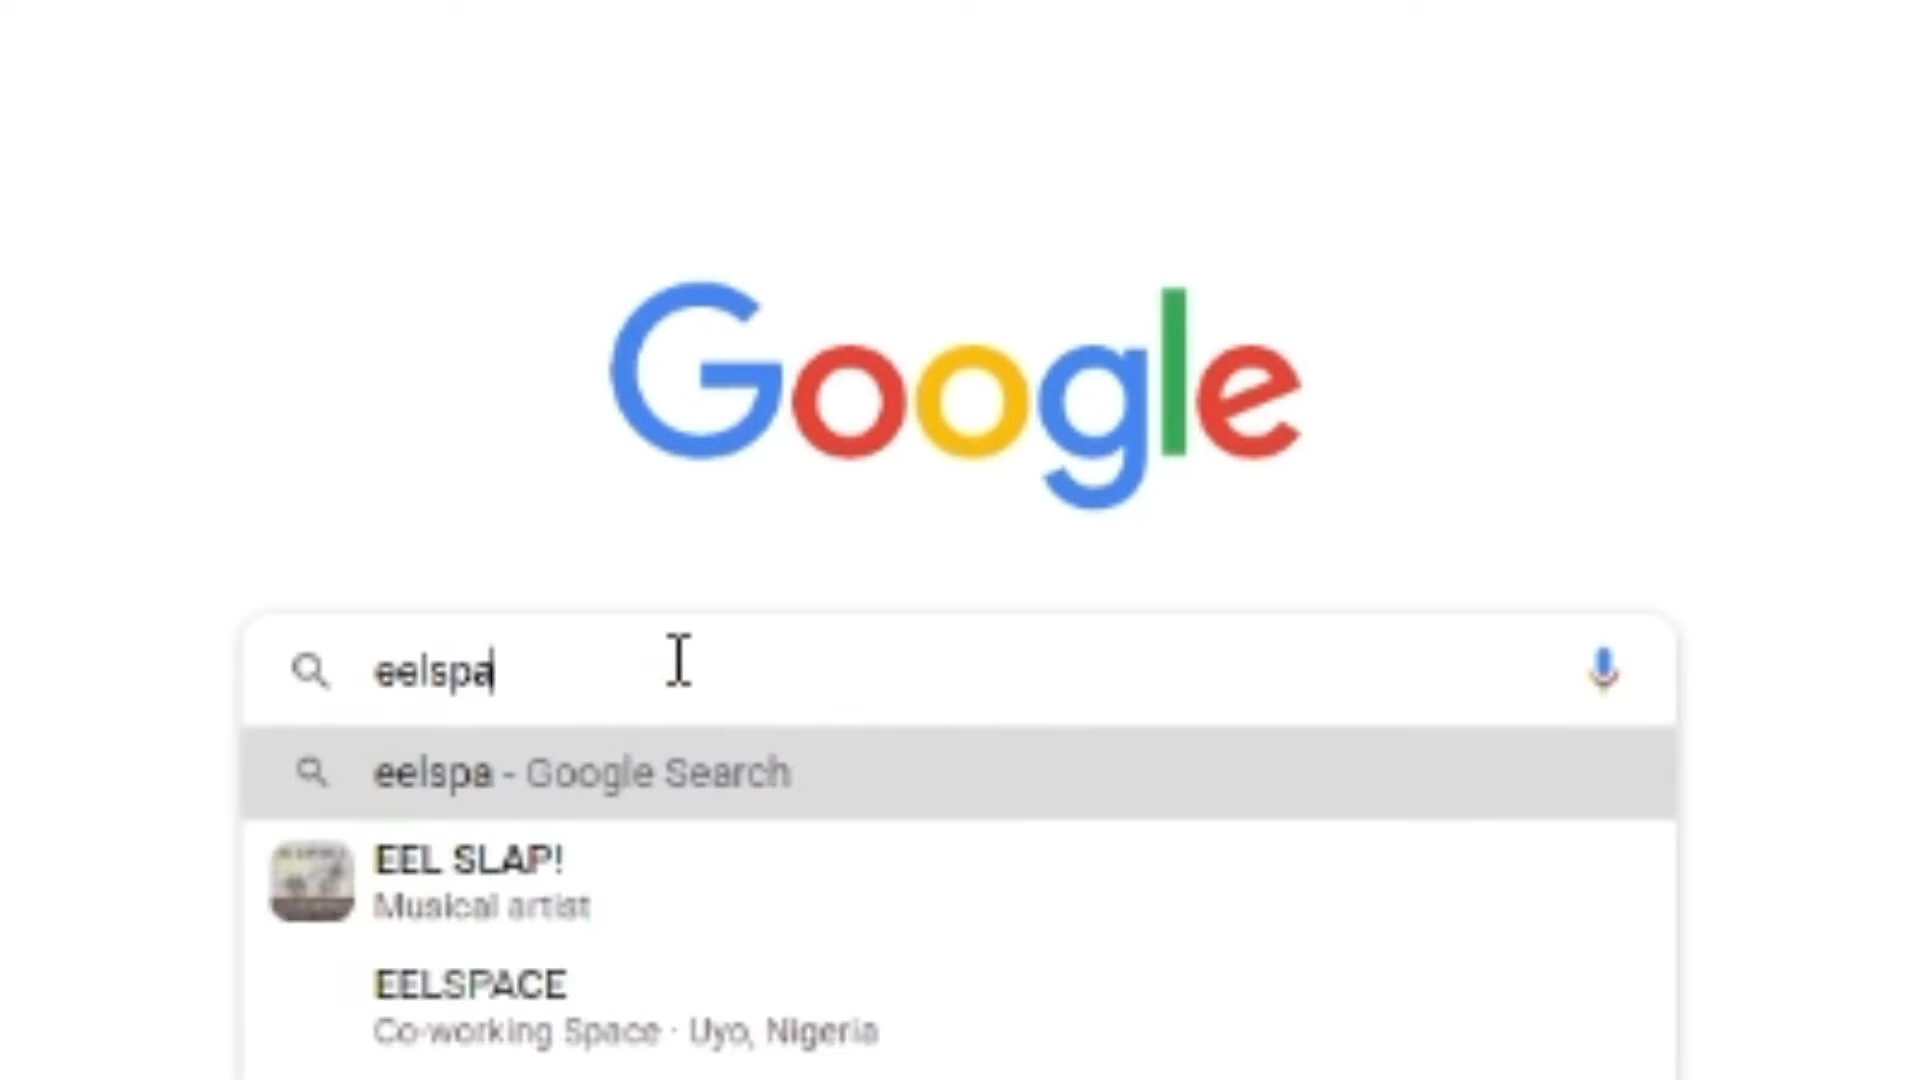 Google
eelspa
eelspa - Google Search
EEL SLAP!
Musical artist
EELSPACE
Co-working Space · Uyo, Nigeria